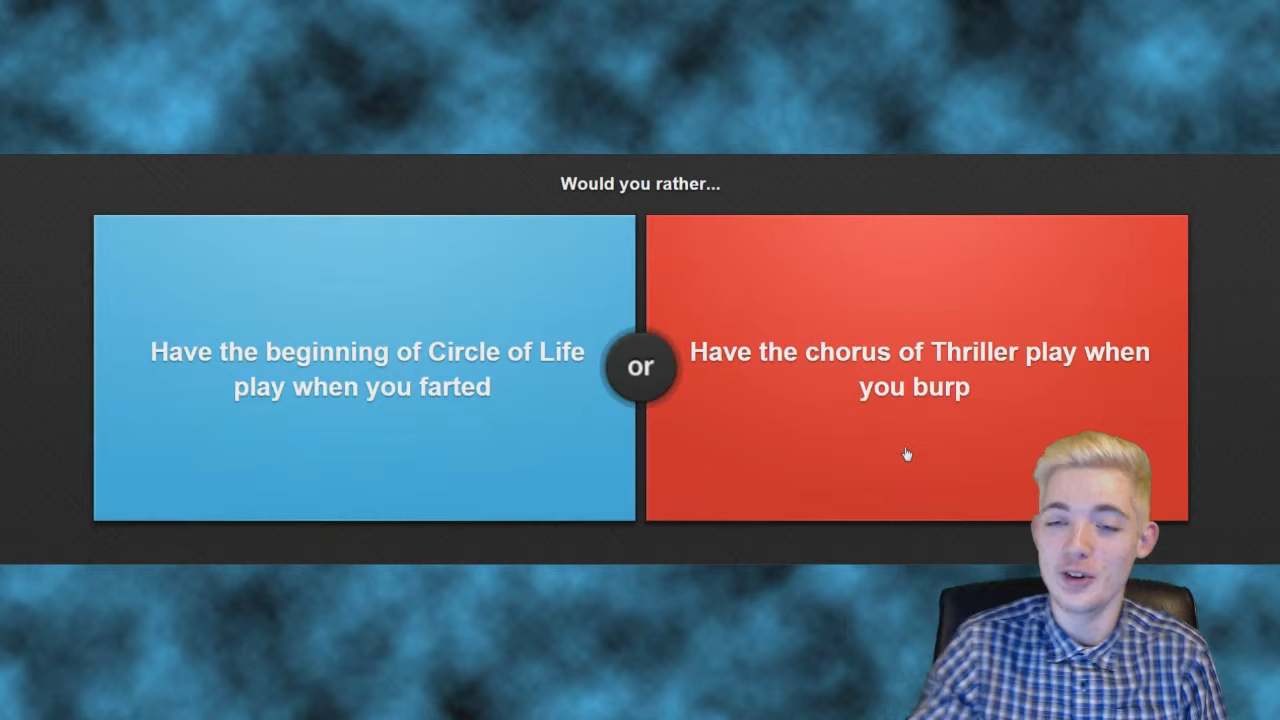 Would you rather...
Have the beginning of Circle of Life
play when you farted
or
Have the chorus of Thriller play when
you burp